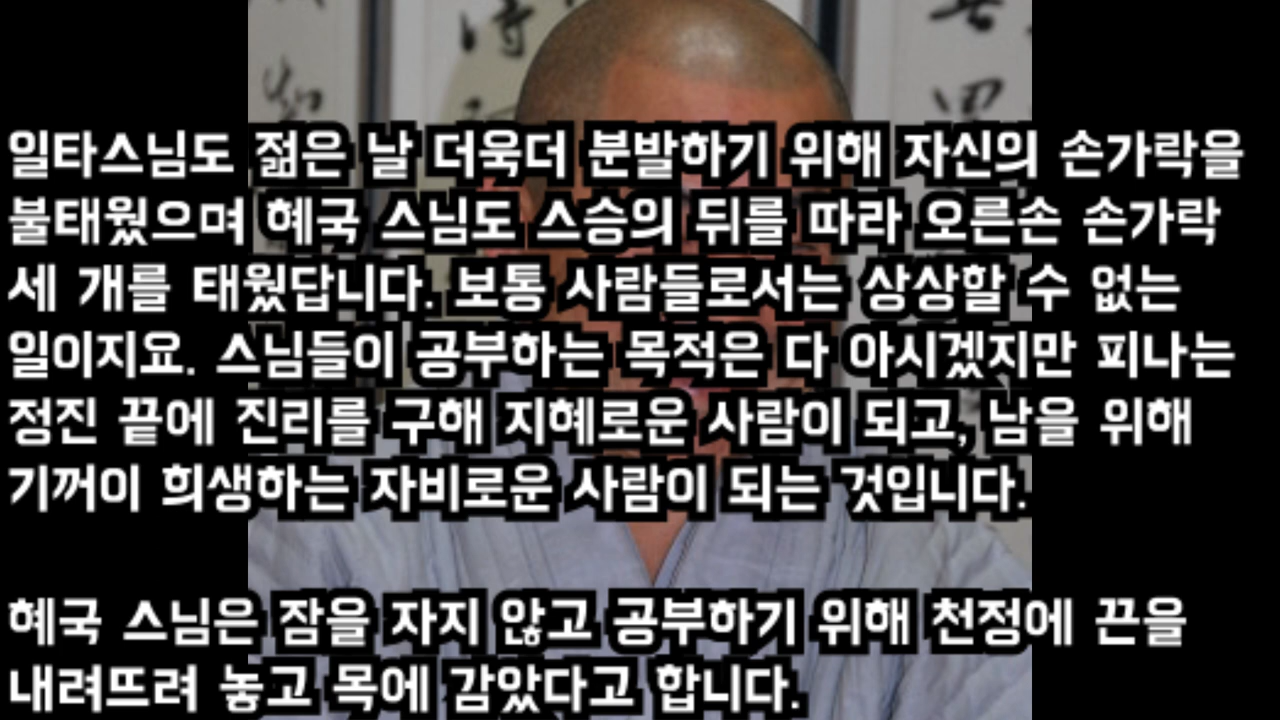 일타스님도 젊은 날 더욱더 분발하기 위해 자신의 손가락을
불태웠으며 혜국 스님도 스승의 뒤를 따라 오른손 손가락
세 개를 태웠답니다. 보통 사람들로서는 상상할 수 없는
일이지요. 스님들이 공부하는 목적은 다 아시겠지만 피나는
정진 끝에 진리를 구해 지혜로운 사람이 되고, 남을 위해
기꺼이 희생하는 자비로운 사람이 되는 것입니다.
혜국 스님은 잠을 자지 않고 공부하기 위해 천정에 끈을
내려뜨려 놓고 목에 감았다고 합니다.